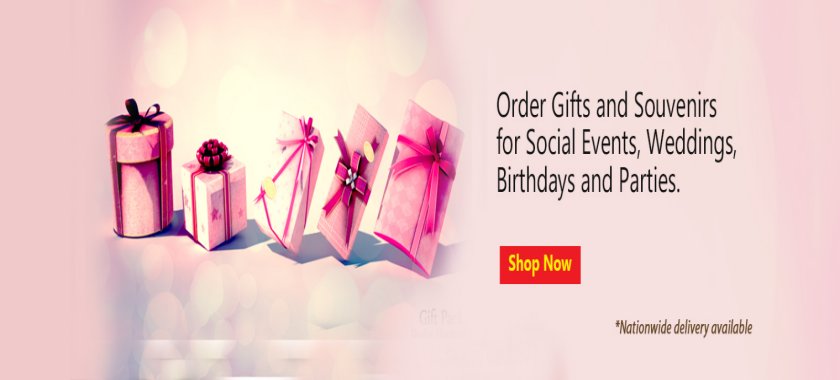 Order Gifts and Souvenirs
for Social Events, Weddings,
Birthdays and Parties.
Shop Now
*Nationwide delivery available